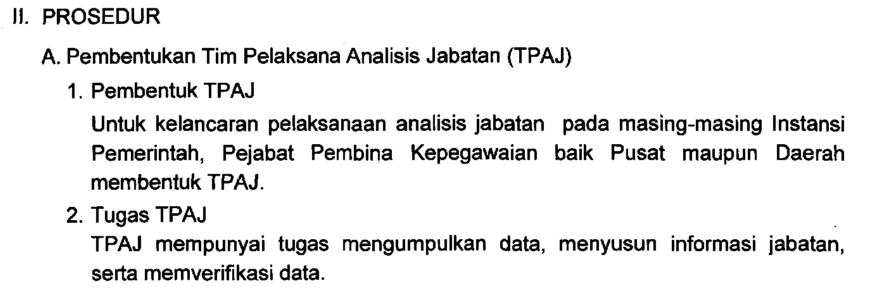 II. PROSEDUR
A. Pembentukan Tim Pelaksana Analisis Jabatan (TPAJ)
1. Pembentuk TPAJ
Untuk kelancaran pelaksanaan analisis jabatan pada masing-masing Instansi
Pemerintah, Pejabat Pembina Kepegawaian baik Pusat maupun Daerah
membentuk TPAJ.
2. Tugas TPAJ
TPAJ mempunyai tugas mengumpulkan data, menyusun informasi jabatan,
serta memverifikasi data.